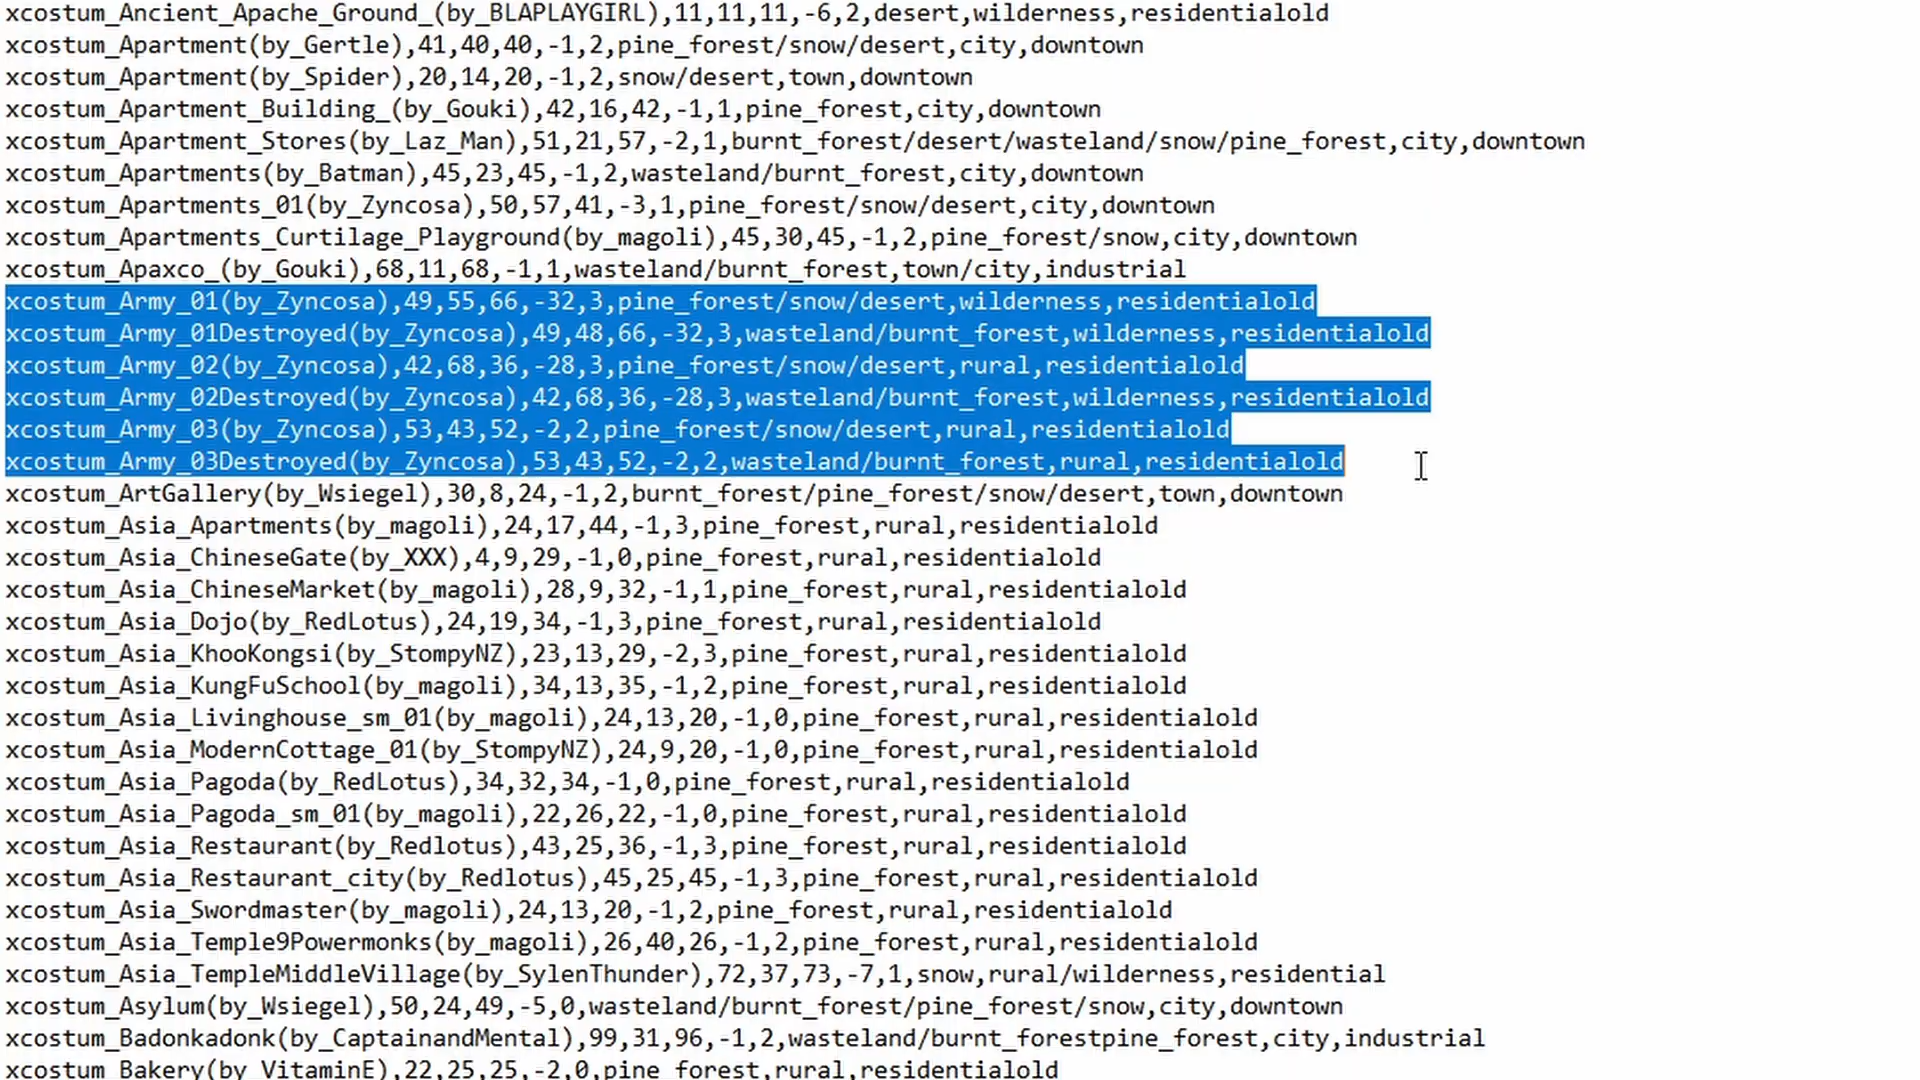 xcostum_Ancient_Apache_Ground_(by_BLAPLAYGIRL),11,11,11,-6,2,desert,wilderness,residentialold
xcostum_Apartment(by_Gertle),41,40,40,-1,2,pine_forest/snow/desert,city,downtown
xcostum_Apartment(by_Spider),20,14,20,-1,2,snow/desert,town,downtown
xcostum_Apartment_Building_(by_Gouki),42,16,42,-1,1,pine_forest,city,downtown
xcostum_Apartment_Stores(by_Laz_Man),51,21,57,-2,1,burnt_forest/desert/wasteland/snow/pine_forest,city,downtown
xcostum_Apartments(by_Batman),45,23,45,-1,2,wasteland/burnt_forest,city,downtown
xcostum_Apartments_01(by_Zyncosa),50,57,41,-3,1,pine_forest/snow/desert,city,downtown
xcostum_Apartments_Curtilage_Playground(by_magoli),45,30,45,-1,2,pine_forest/snow,city,downtown
xcostum_Apaxco_(by_Gouki),68,11,68,-1,1,wasteland/burnt_forest,town/city,industrial
xcostum_Army_01(by_Zyncosa),49,55,66,-32,3,pine_forest/snow/desert,wilderness,residentialold
xcostum_Army_01Destroyed(by_Zyncosa),49,48,66,-32,3,wasteland/burnt_forest,wilderness,residentialold
xcostum_Army_02(by_Zyncosa),42,68,36,-28,3,pine_forest/snow/desert,rural,residentialold
xcostum_Army_02Destroyed(by_Zyncosa),42,68,36,-28,3,wasteland/burnt_forest,wilderness,residentialold
xcostum_Army_03(by_Zyncosa),53,43,52,-2,2,pine_forest/snow/desert,rural,residentialold
xcostum_Army_03Destroyed(by_Zyncosa),53,43,52,-2,2,wasteland/burnt_forest,rural,residentialold
xcostum_ArtGallery(by_Wsiegel),30,8,24,-1,2,burnt_forest/pine_forest/snow/desert,town,downtown
xcostum_Asia_Apartments(by_magoli),24,17,44,-1,3,pine_forest,rural,residentialold
xcostum_Asia_ChineseGate(by_XXX),4,9,29,-1,0,pine_forest,rural,residentialold
xcostum_Asia_ChineseMarket(by_magoli),28,9,32,-1,1,pine_forest,rural,residentialold
xcostum_Asia_Dojo(by_RedLotus),24,19,34,-1,3,pine_forest,rural,residentialold
xcostum_Asia_KhooKongsi(by_StompyNZ),23,13,29,-2,3,pine_forest,rural,residentialold
xcostum_Asia_KungFuSchool(by_magoli),34,13,35,-1,2,pine_forest,rural,residentialold
xcostum_Asia_Livinghouse_sm_01(by_magoli),24,13,20,-1,0,pine_forest,rural,residentialold
xcostum_Asia_ModernCottage_01(by_StompyNZ),24,9,20,-1,0,pine_forest,rural,residentialold
xcostum_Asia_Pagoda(by_RedLotus),34,32,34,-1,0,pine_forest,rural,residentialold
xcostum_Asia_Pagoda_sm_01(by_magoli),22,26,22,-1,0,pine_forest,rural,residentialold
xcostum_Asia_Restaurant(by_Redlotus),43,25,36,-1,3,pine_forest,rural,residentialold
xcostum_Asia_Restaurant_city(by_Redlotus),45,25,45,-1,3,pine_forest,rural,residentialold
xcostum_Asia_Swordmaster(by_magoli),24,13,20,-1,2,pine_forest,rural,residentialold
xcostum_Asia_Temple9Powermonks(by_magoli),26,40,26,-1,2,pine_forest,rural,residentialold
xcostum_Asia_TempleMiddleVillage(by_SylenThunder),72,37,73,-7,1,snow,rural/wilderness,residential
xcostum_Asylum(by_Wsiegel),50,24,49,-5,0,wasteland/burnt_forest/pine_forest/snow,city,downtown
xcostum_Badonkadonk(by_CaptainandMental),99,31,96,-1,2,wasteland/burnt_forestpine_forest,city,industrial
xcostum_Bakery(by_VitaminE),22,25,25,-2,0,pine_forest,rural,residentialold